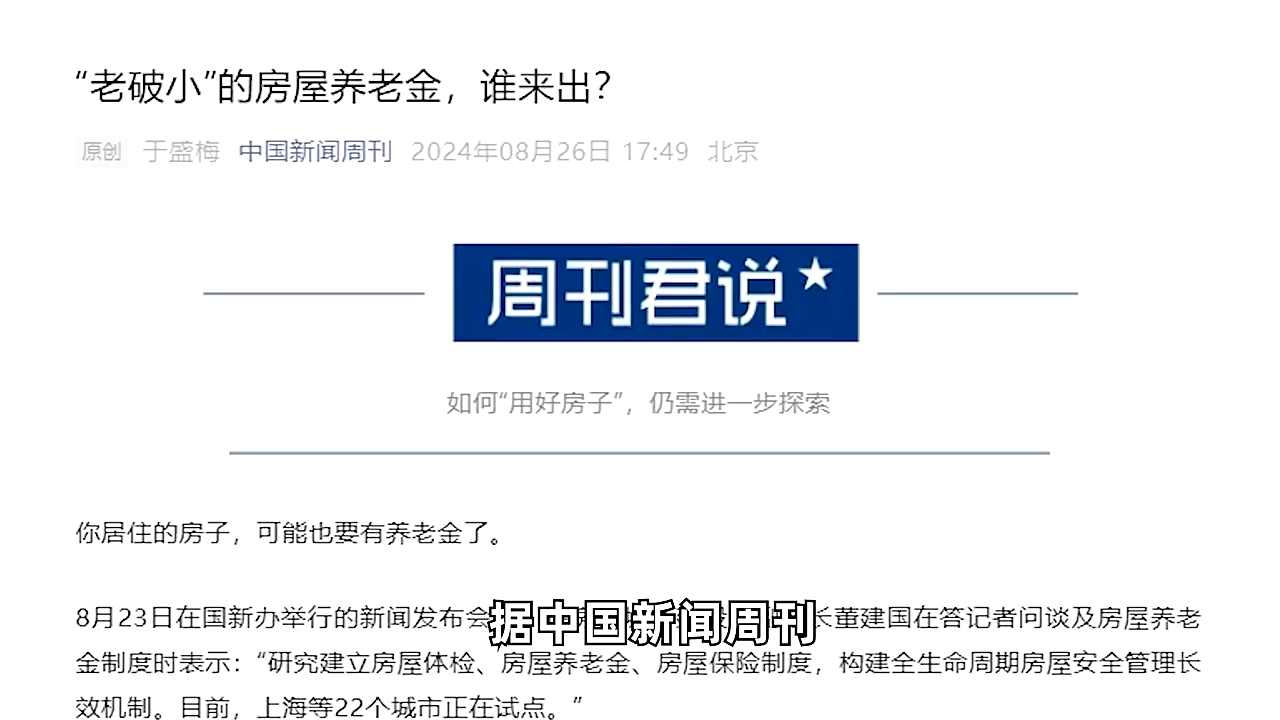 “老破小”的房屋养老金，谁来出？
原创 于盛梅 中国新闻周刊 2024年08月26日 17:49 北京
周刊君说
如何“用好房子”，仍需进一步探索
你居住的房子，可能也要有养老金了。
8月23日在国新办举行的新闻发布会 长董建国在答记者问谈及房屋养老
据中国新闻周刊
金制度时表示：“研究建立房屋体检、房屋养老金、房屋保险制度，构建全生命周期房屋安全管理长
效机制。目前，上海等22个城市正在试点。”